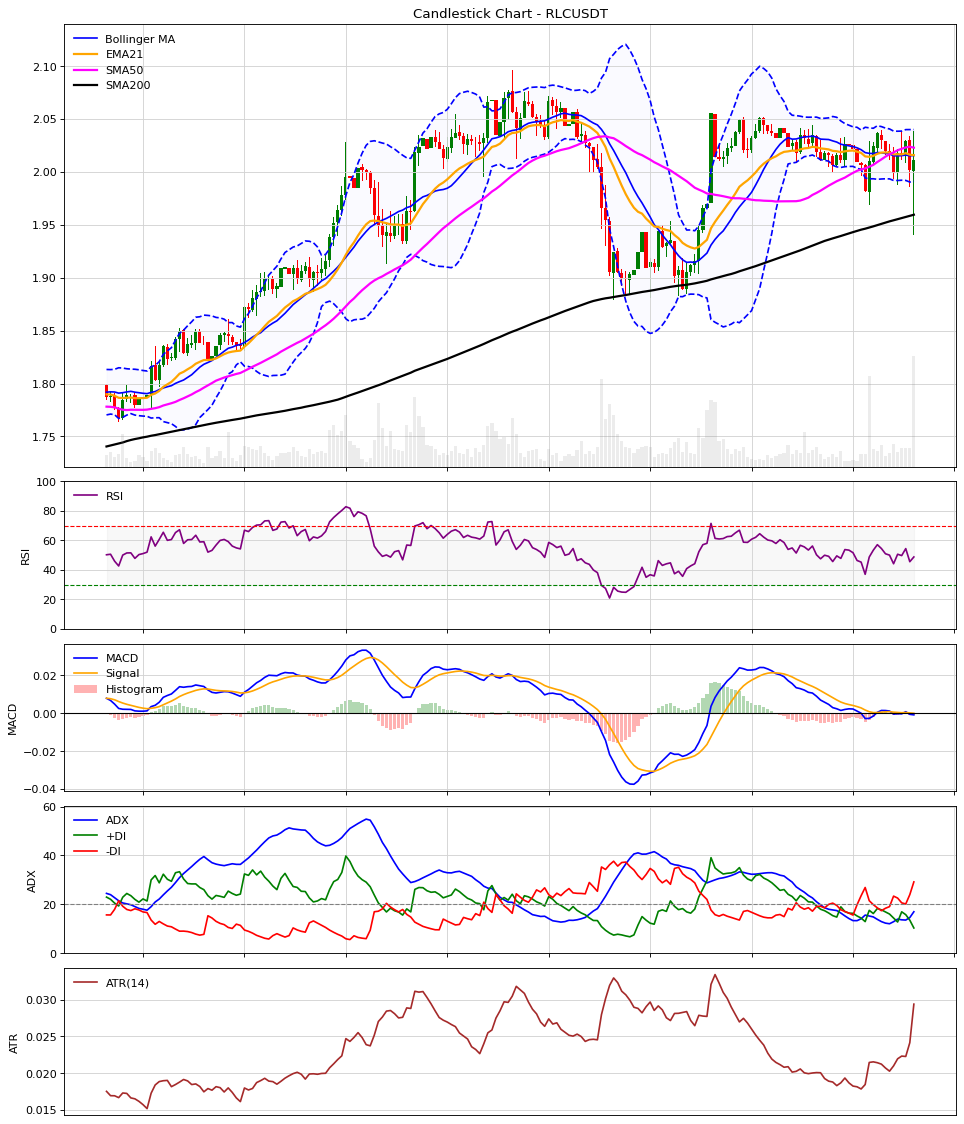 Candlestick Chart - RLCUSDT
Bollinger MA
EMA21
SMA50
SMA200
2.10
2.05
2.00
1.95
1.90
1.85
1.80
1.75
RSI
100
80
60
40
20
0
RSI
MACD
Signal
Histogram
0.02
0.00
−0.02
−0.04
MACD
ADX
+DI
-DI
60
40
20
0
ADX
ATR(14)
0.030
0.025
0.020
0.015
ATR